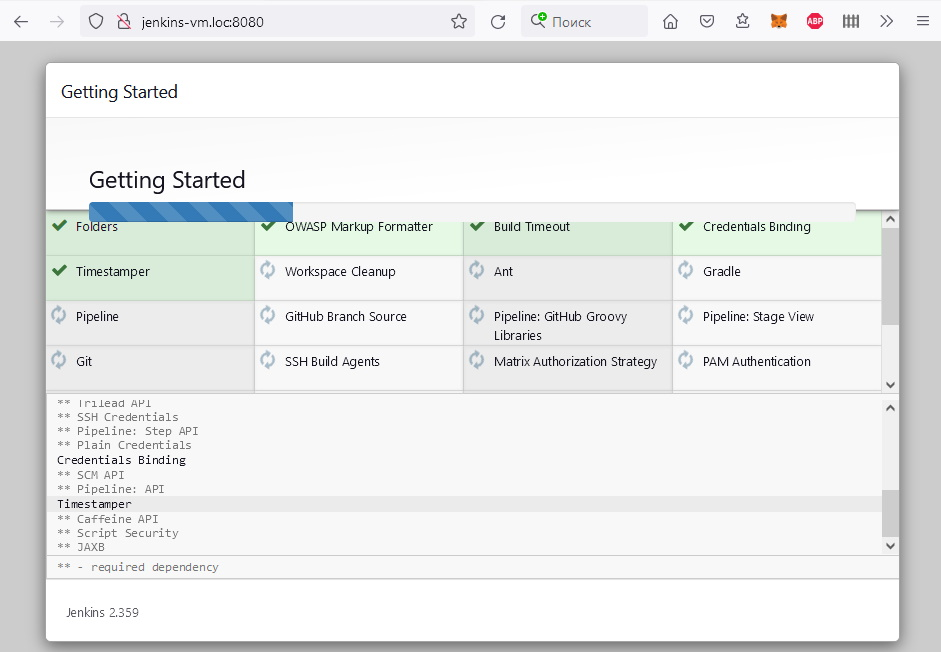 jenkins-vm.loc:8080
Поиск
ABP
Getting Started
Getting Started
Folders
OWASP Markup Formatter
Build Timeout
Credentials Binding
Timestamper
Workspace Cleanup
Ant
Gradle
Pipeline
GitHub Branch Source
Pipeline: GitHub Groovy
Libraries
Pipeline: Stage View
Git
SSH Build Agents
Matrix Authorization Strategy
PAM Authentication
** Trilead API
** SSH Credentials
** Pipeline: Step API
** Plain Credentials
Credentials Binding
** SCM API
** Pipeline: API
Timestamper
** Caffeine API
** Script Security
** JAXB
** - required dependency
Jenkins 2.359